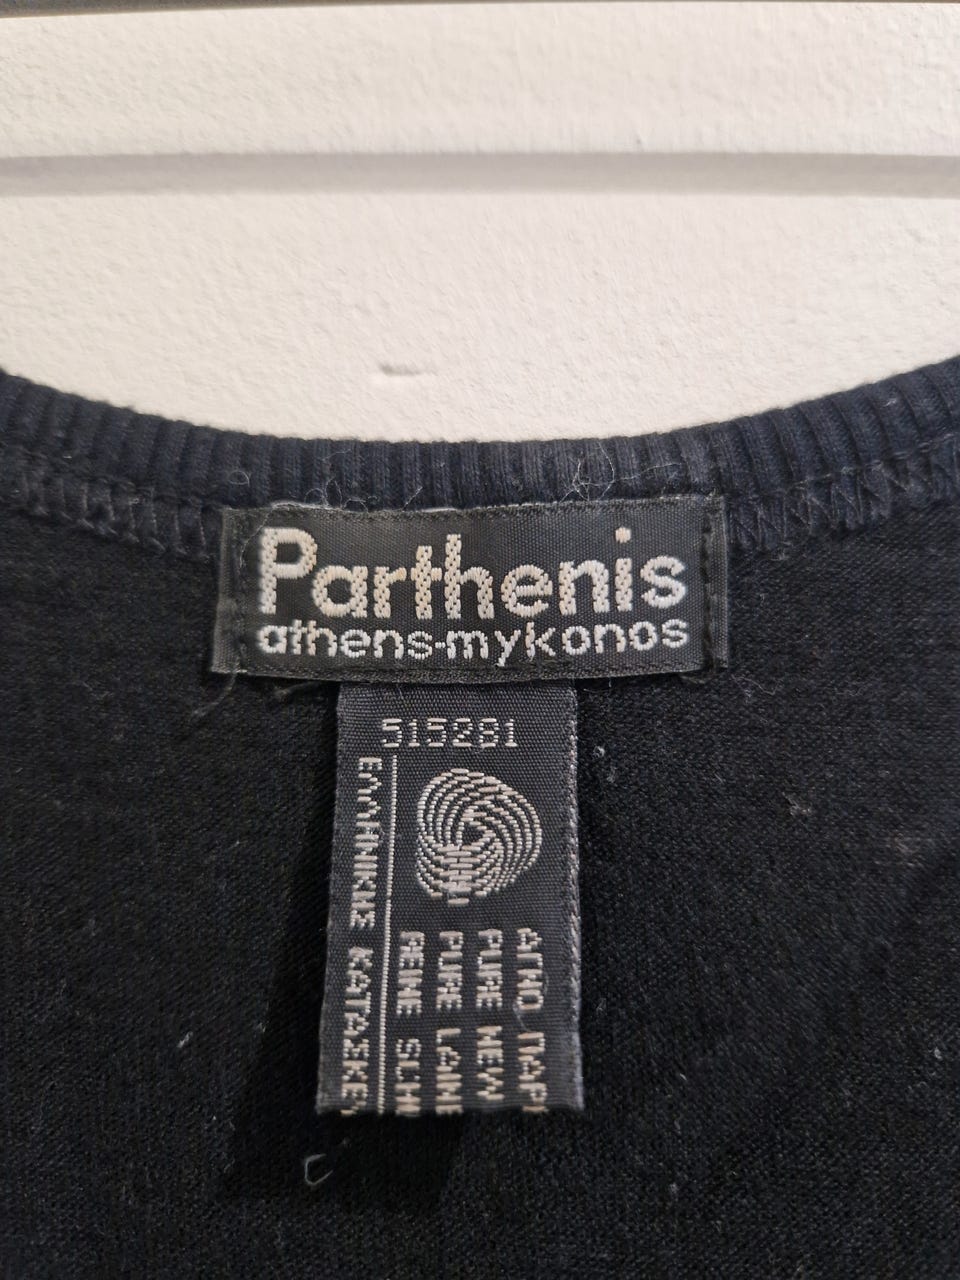 Parthenis
athens-mykonos
515281
ΑΓΝΟ
PURE NEW
PURE LAINE
REINE
ΕΛΛΗΝΙΚΗΣ